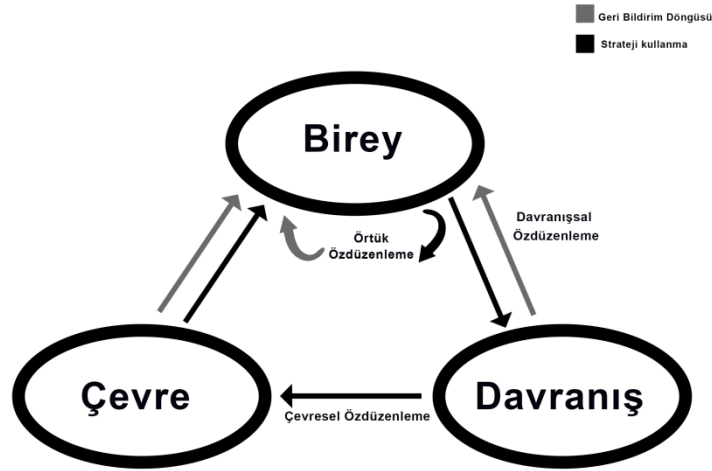 Geri Bildirim Döngüsü
Strateji kullanma
Birey
Örtük
Özdüzenleme
Davranışsal
Özdüzenleme
Çevre
Çevresel Özdüzenleme
Davranış